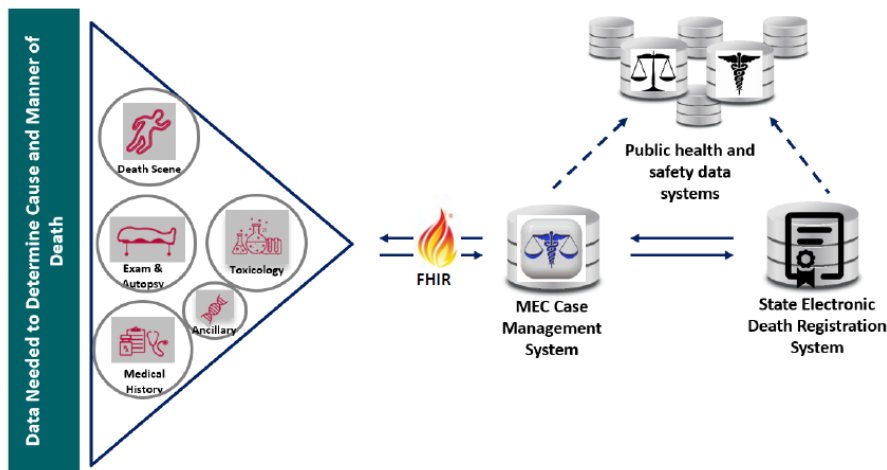 Data Needed to Determine Cause and Manner of
Death
Death Scene
Exam &
Autopsy
Toxicology
Ancillary
Medical
History
FHIR
MEC Case
Management
System
Public health and
safety data
systems
State Electronic
Death Registration
System